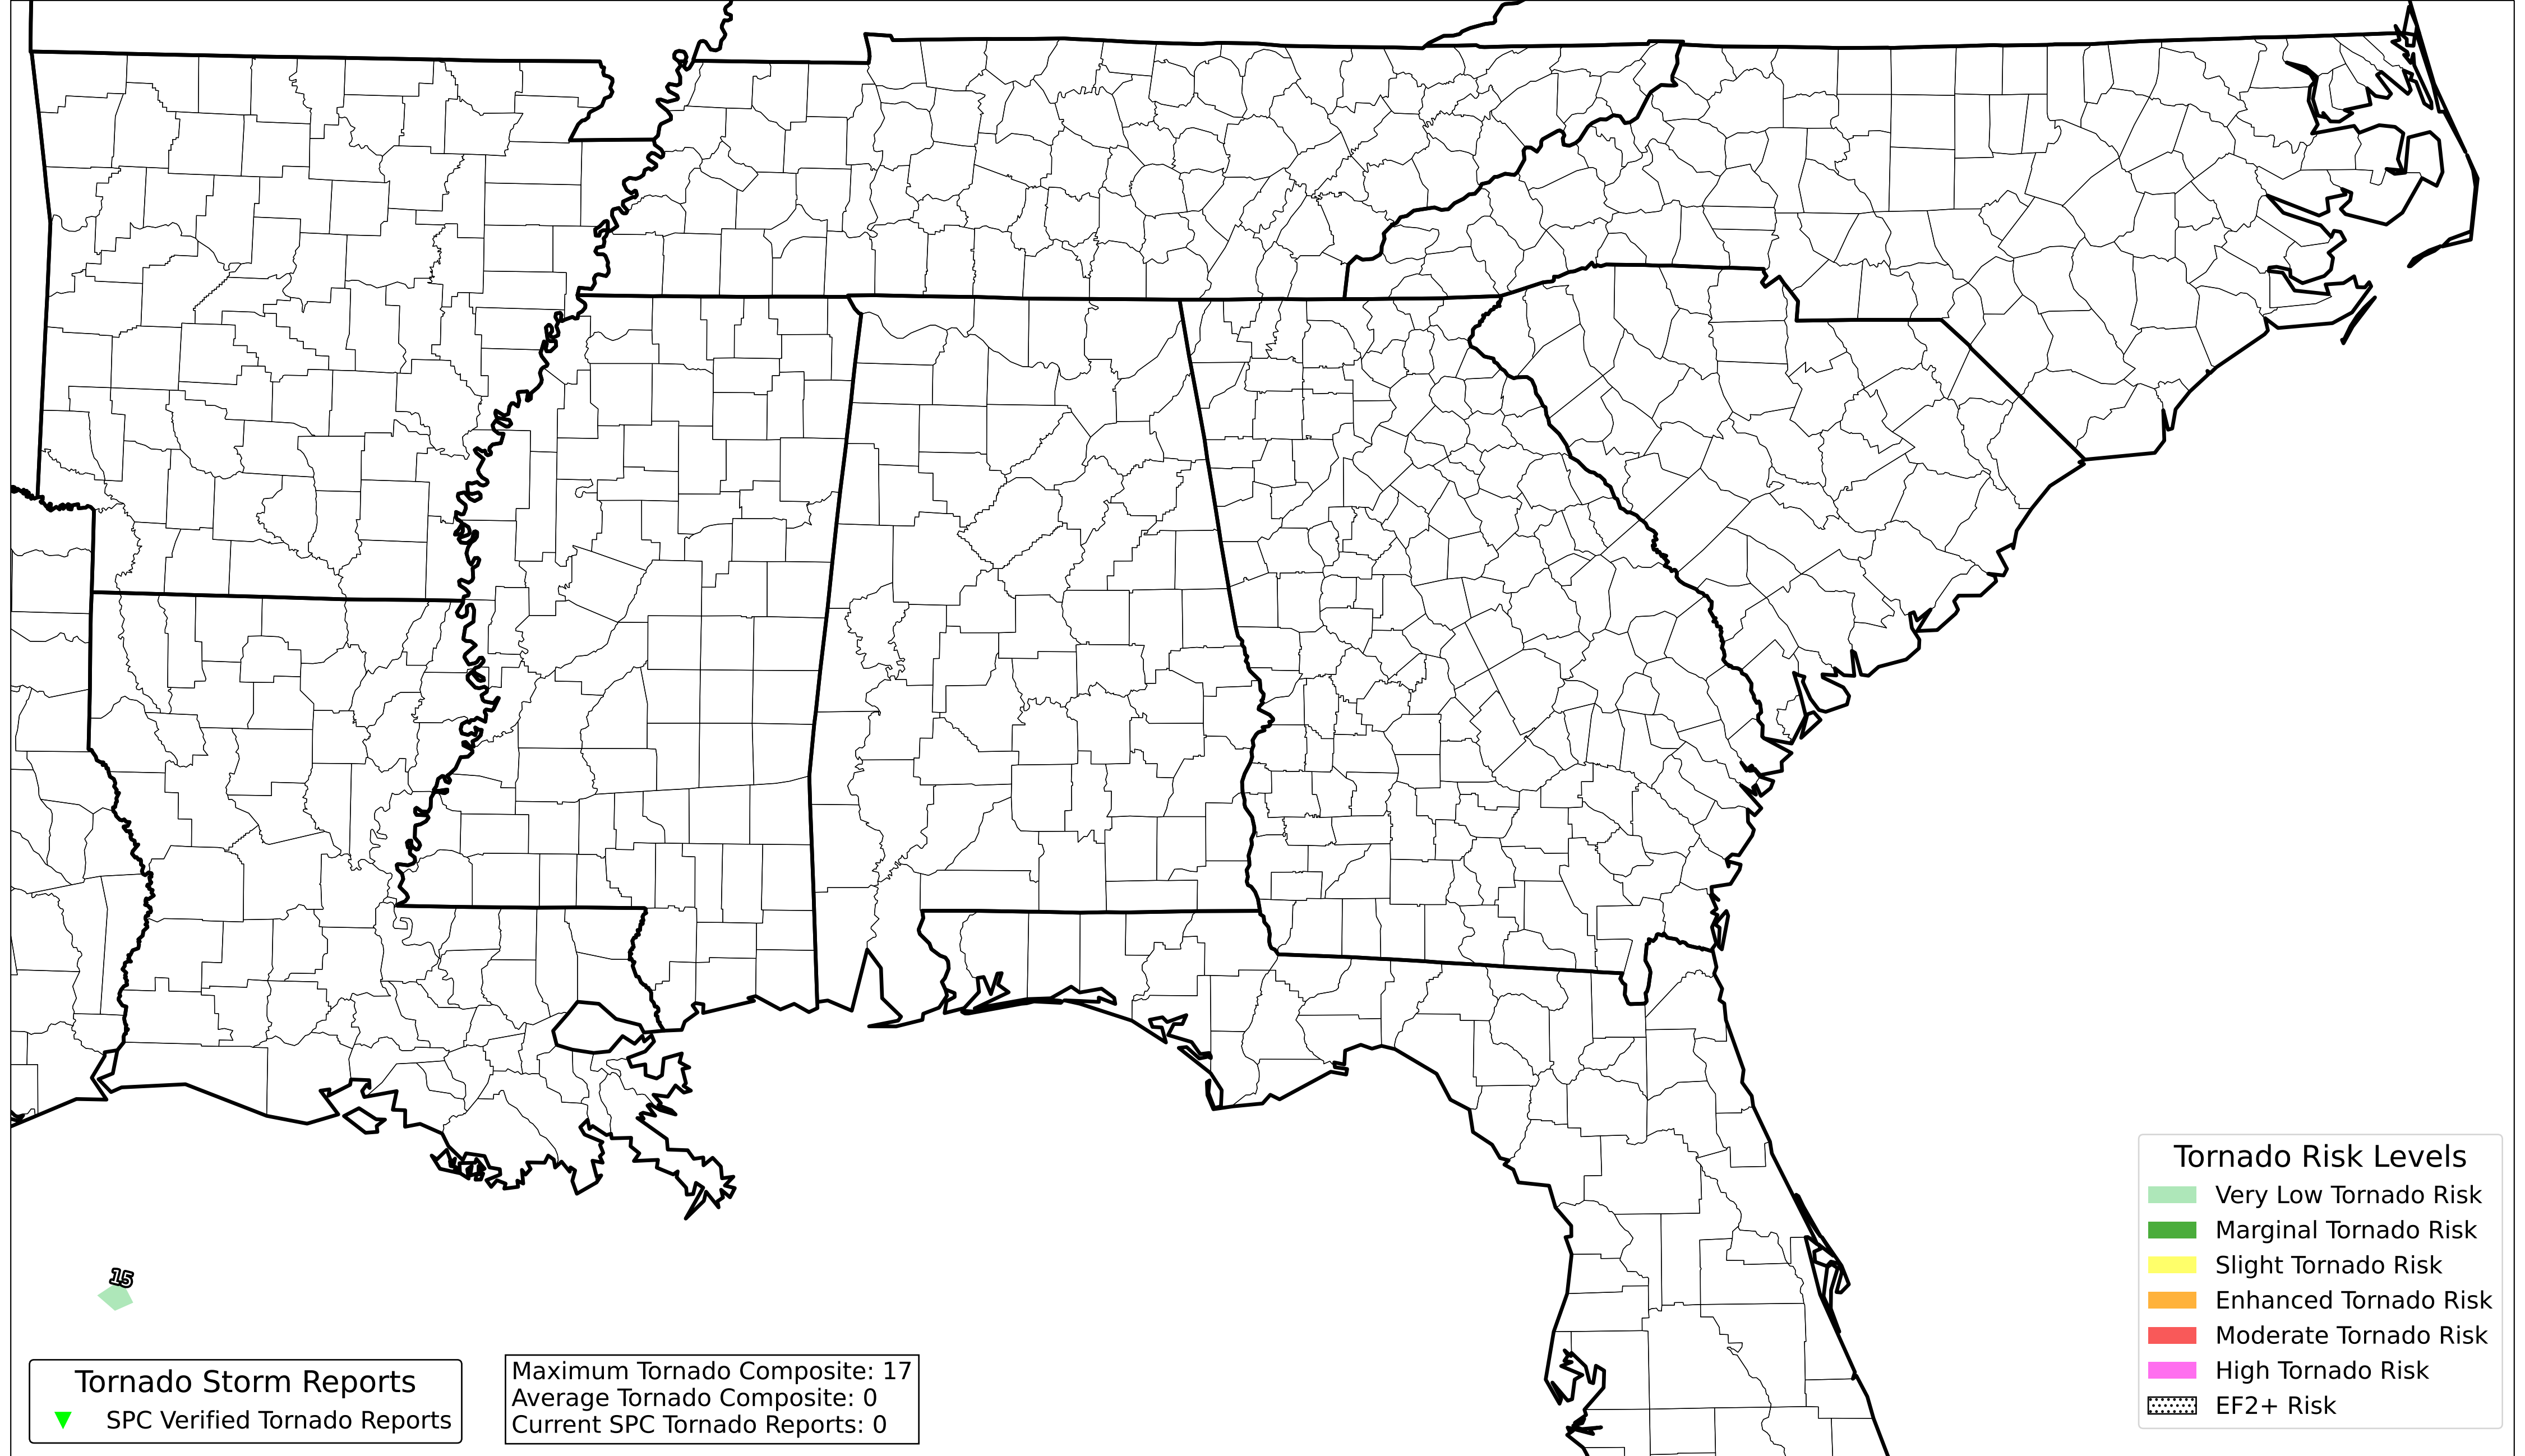 15
Tornado Storm Reports
SPC Verified Tornado Reports
Maximum Tornado Composite: 17
Average Tornado Composite: 0
Current SPC Tornado Reports: 0
Tornado Risk Levels
Very Low Tornado Risk
Marginal Tornado Risk
Slight Tornado Risk
Enhanced Tornado Risk
Moderate Tornado Risk
High Tornado Risk
EF2+ Risk